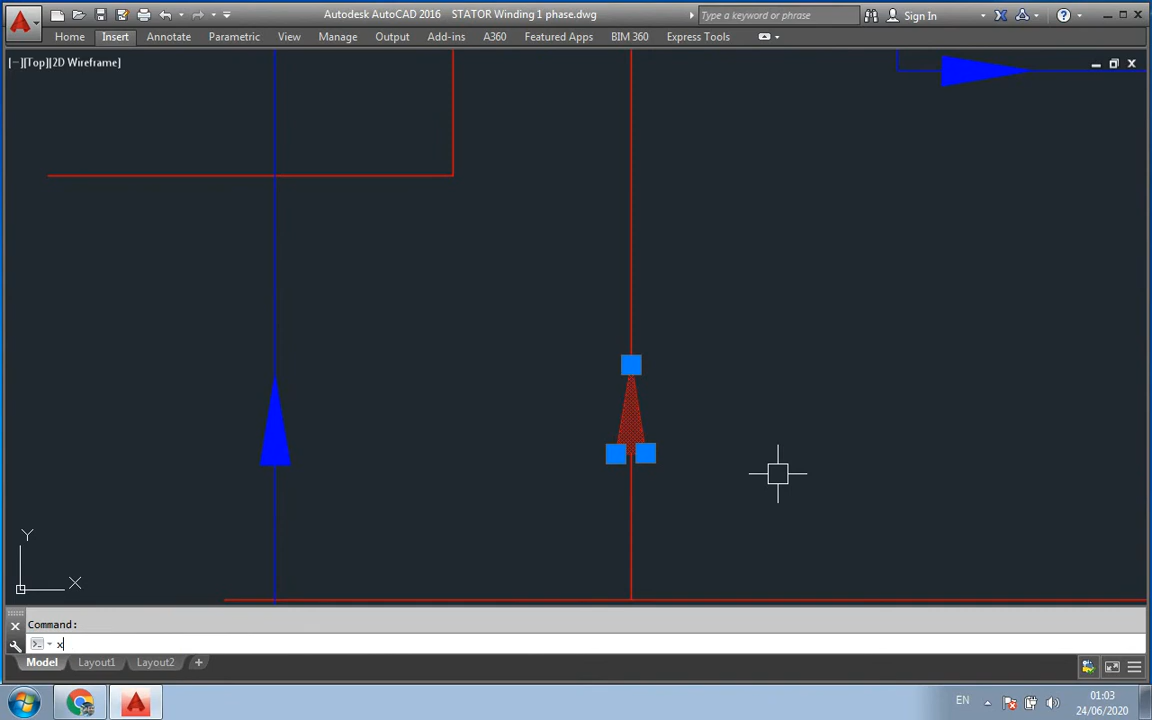 Autodesk AutoCAD 2016 STATOR Winding 1 phase.dwg
Type a keyword or phrase
Sign In
Home Insert Annotate Parametric View Manage Output Add-ins A360 Featured Apps BIM 360 Express Tools
[−][Top][2D Wireframe]
Y
X
Command:
x
Model Layout1 Layout2 +
EN
01:03
24/06/2020